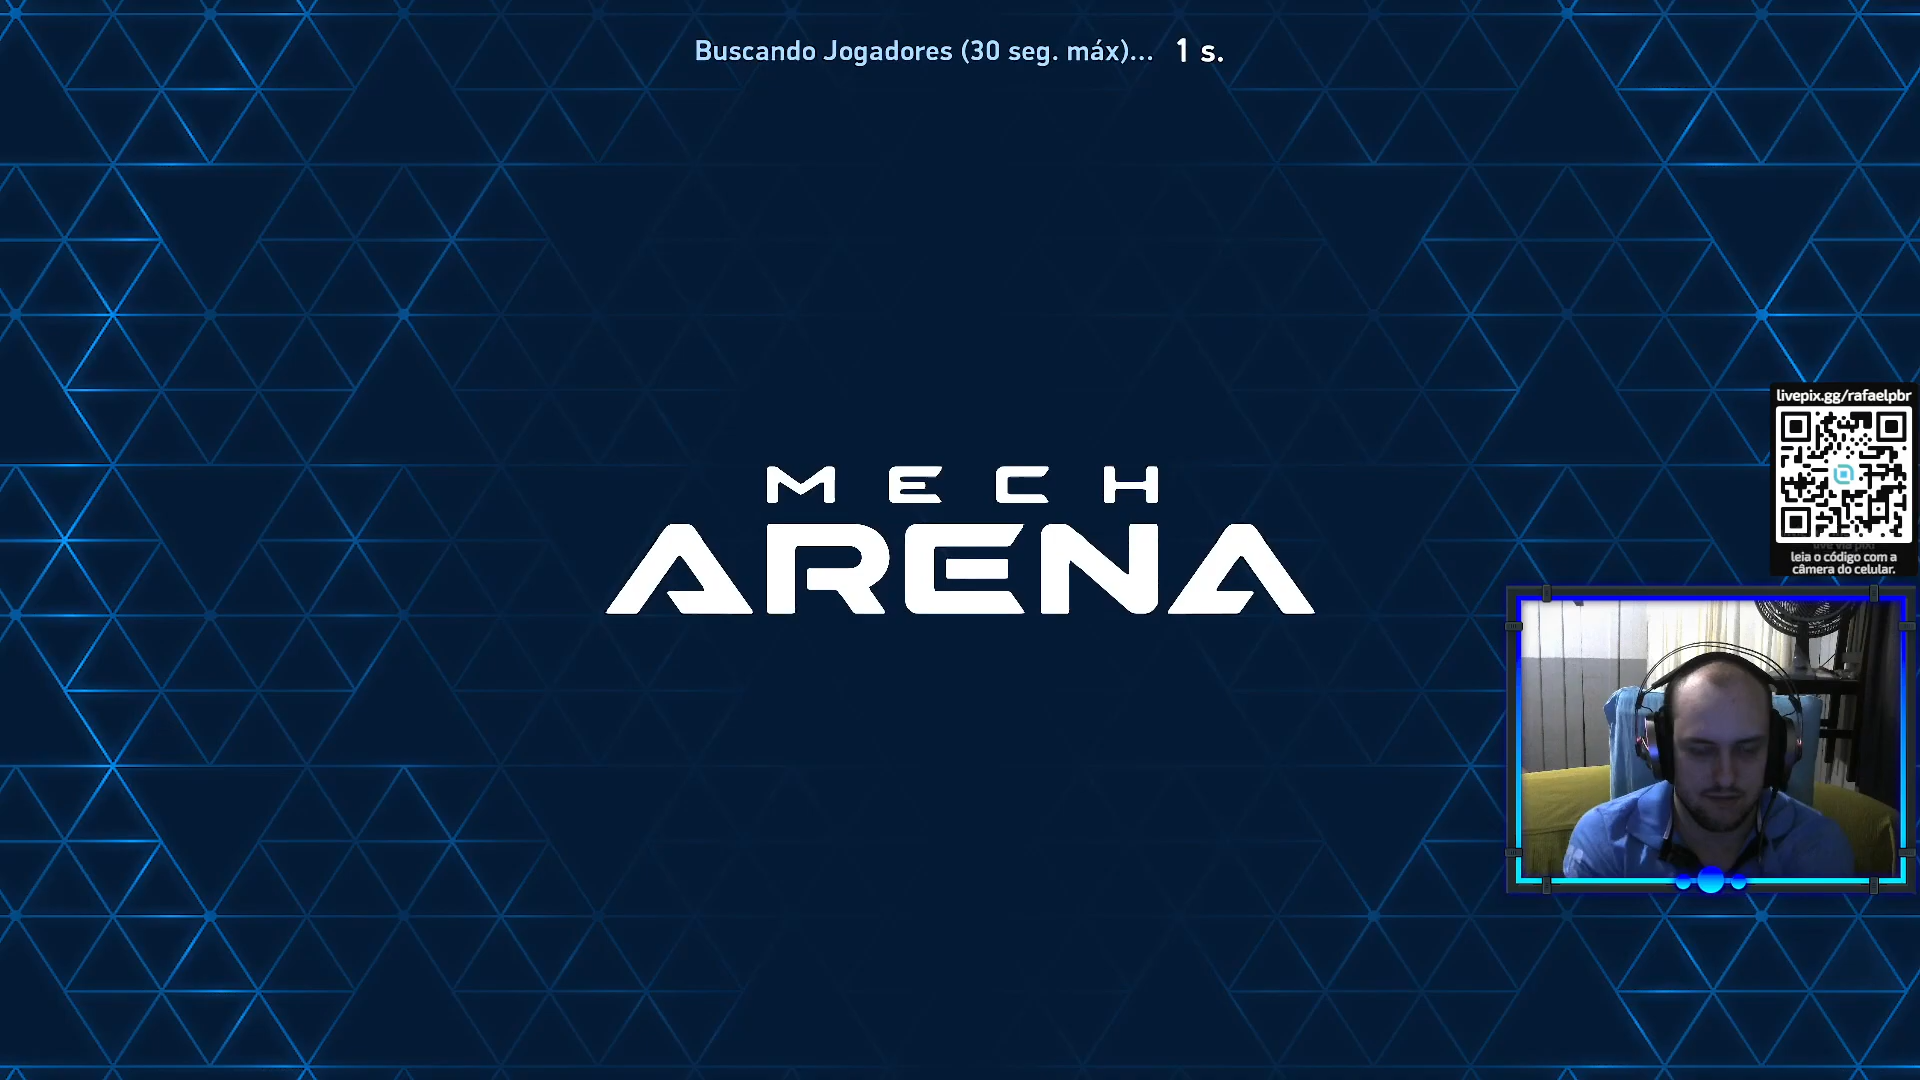 Buscando Jogadores (30 seg. máx)... 1 s.
MECH
ARENA
livepix.gg/rafaelpbr
leia o código com a
câmera do celular.